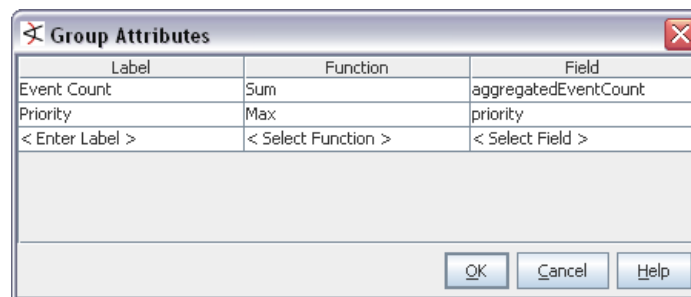 Group Attributes
Label Function Field
Event Count Sum aggregatedEventCount
Priority Max priority
< Enter Label > < Select Function > < Select Field >
OK Cancel Help